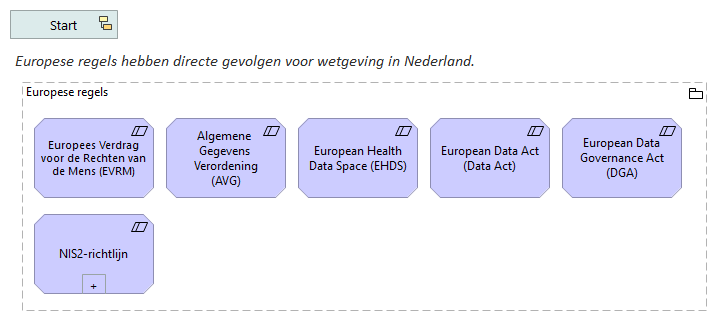 Start
Europese regels hebben directe gevolgen voor wetgeving in Nederland.
Europese regels
Europees Verdrag
voor de Rechten van
de Mens (EVRM)
Algemene
Gegevens
Verordening
(AVG)
European Health
Data Space (EHDS)
European Data Act
(Data Act)
European Data
Governance Act
(DGA)
NIS2-richtlijn
+